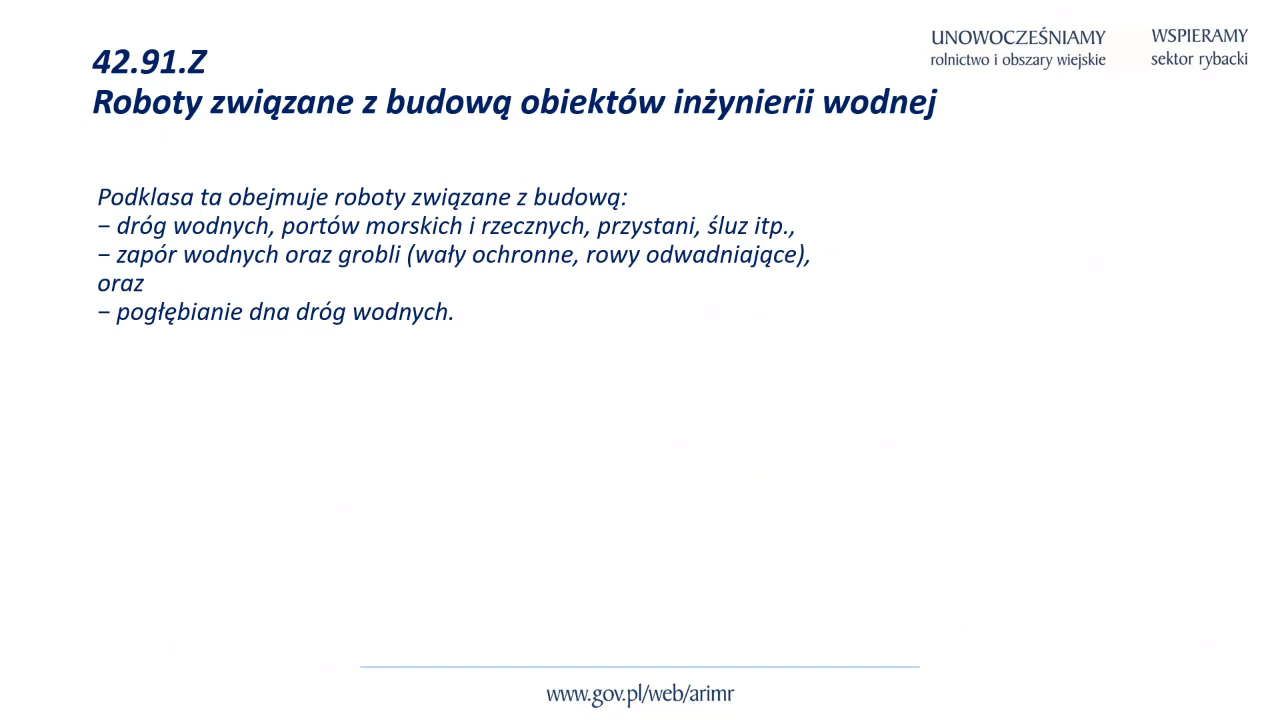 UNOWOCZEŚNIAMY
rolnictwo i obszary wiejskie
WSPIERAMY
sektor rybacki
42.91.Z
Roboty związane z budową obiektów inżynierii wodnej
Podklasa ta obejmuje roboty związane z budową:
− dróg wodnych, portów morskich i rzecznych, przystani, śluz itp.,
− zapór wodnych oraz grobli (wały ochronne, rowy odwadniające),
oraz
− pogłębianie dna dróg wodnych.
www.gov.pl/web/arimr